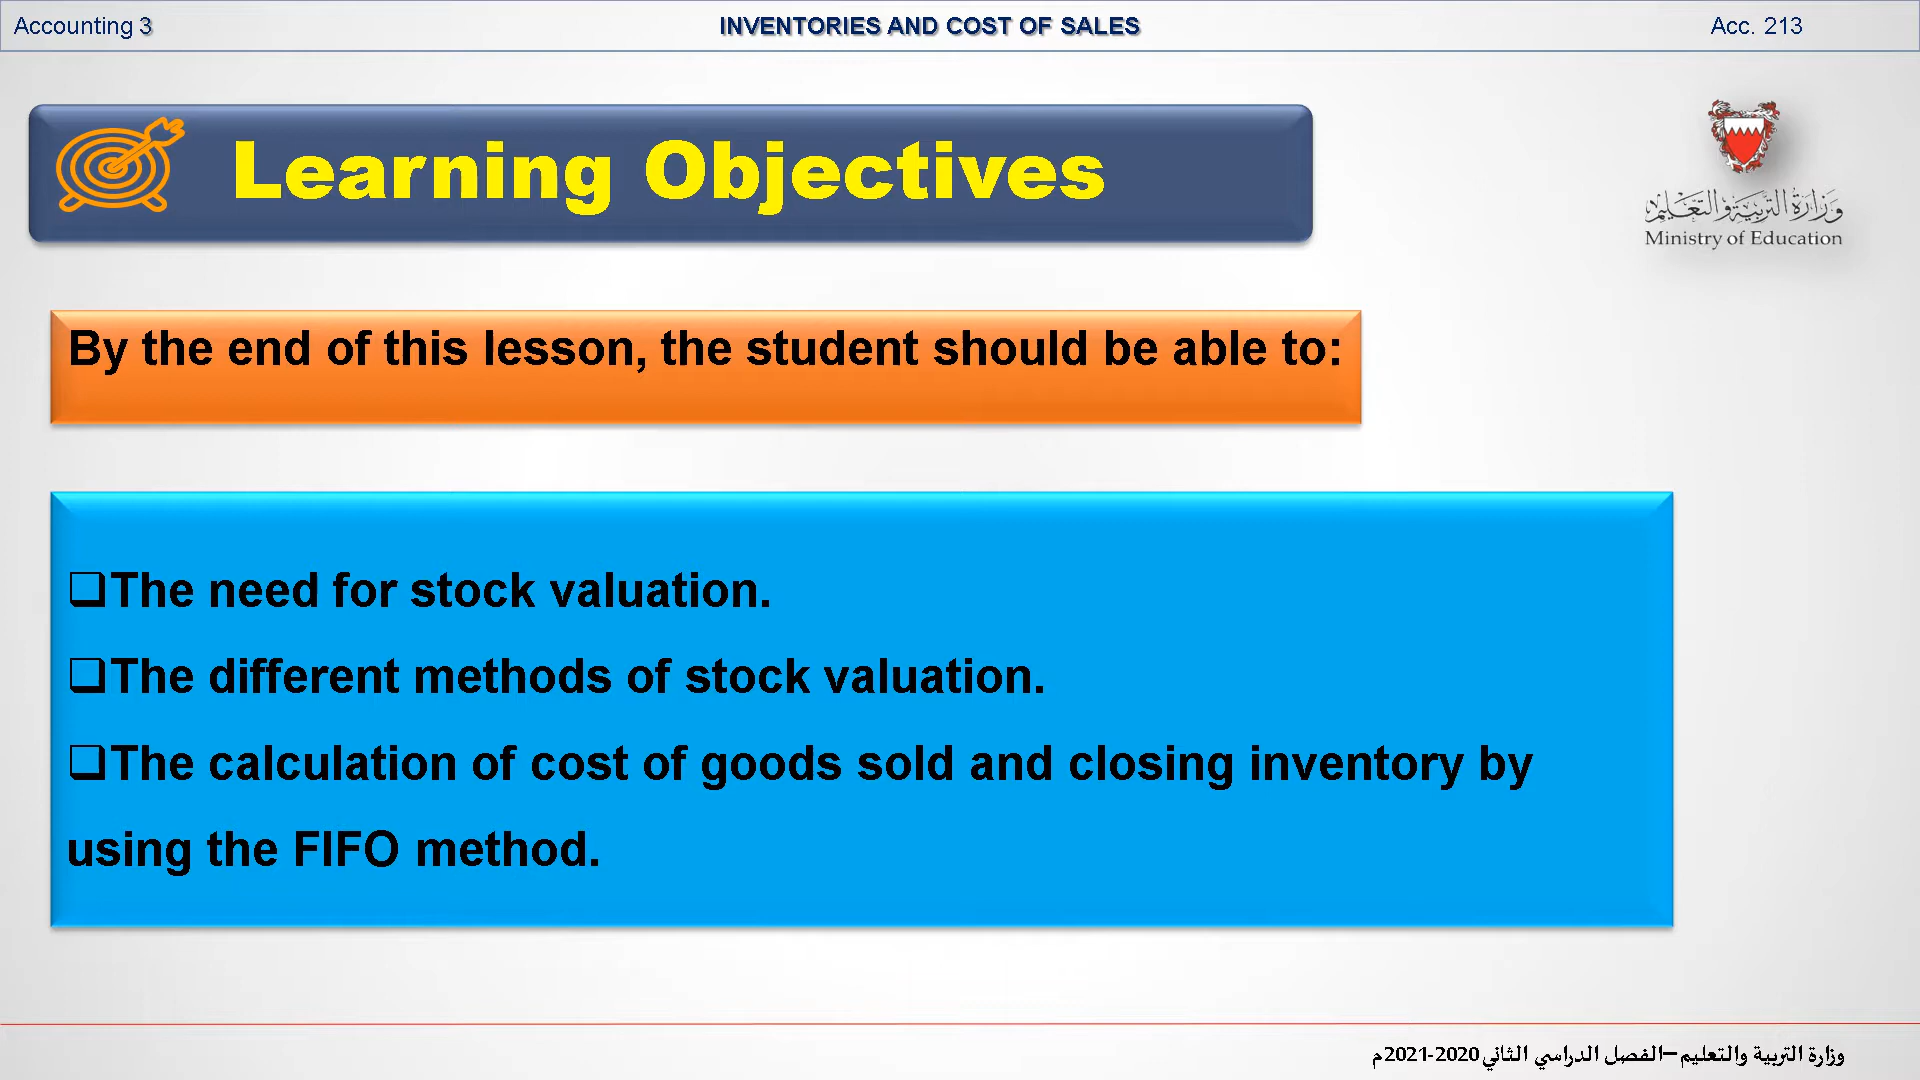 Accounting 3
INVENTORIES AND COST OF SALES
Acc. 213
Learning Objectives
وزارة التربية والتعليم
Ministry of Education
By the end of this lesson, the student should be able to:
❑The need for stock valuation.
❑The different methods of stock valuation.
❑The calculation of cost of goods sold and closing inventory by
using the FIFO method.
وزارة التربية والتعليم –الفصل الدراسي الثاني 2020-2021م